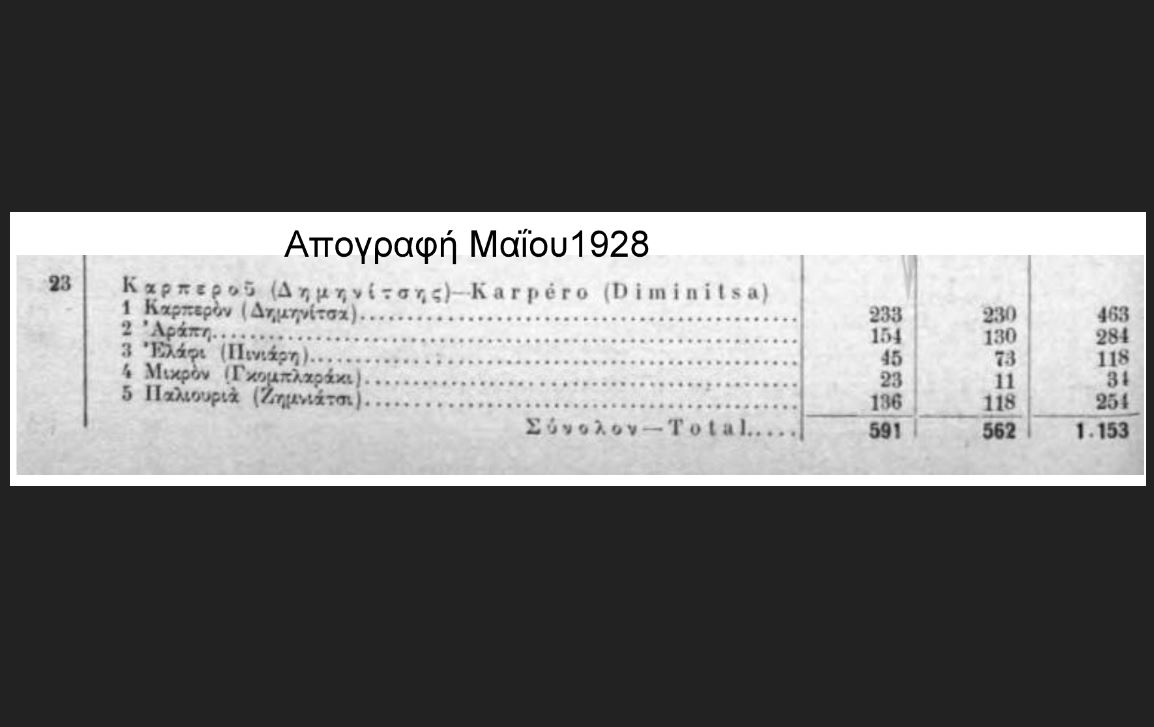 Απογραφή Μαΐου1928
23 Καρπεροῦ (Δημηνίτσης)—Karpéro (Diminitsa)
1 Καρπερὸν (Δημηνίτσα)........ 233 230 463
2 Ἀράπη........ 154 130 284
3 Ἐλάφι (Πινιάρη)........ 45 73 118
4 Μικρὸν (Γκομπλαράκι)........ 23 11 34
5 Παλιουριὰ (Ζημνιάτσι)........ 136 118 254
Σύνολον—Total..... 591 562 1.153